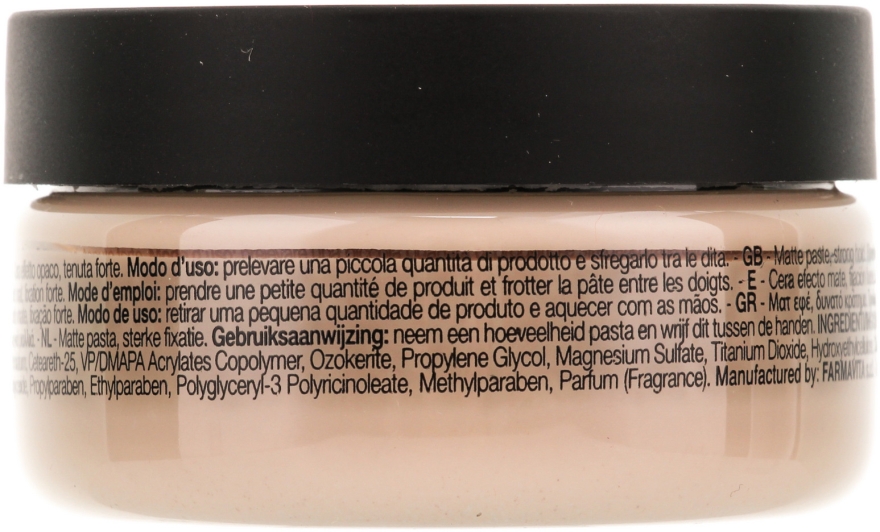 opaco, tenuta forte. Modo d'uso: prelevare una piccola quantità di prodotto e sfregarlo tra le dita. - GB - Matte paste, strong
fixation forte. Mode d'emploi: prendre une petite quantité de produit et frotter la pâte entre les doigts. - E - Cera efecto mate,
fixação forte. Modo de uso: retirar uma pequena quantidade de produto e aquecer com as mãos. - GR - Ματ εφέ, δυνατό
- NL - Matte pasta, sterke fixatie. Gebruiksaanwijzing: neem een hoeveelheid pasta en wrijf dit tussen de handen.
Ceteareth-25, VP/DMAPA Acrylates Copolymer, Ozokerite, Propylene Glycol, Magnesium Sulfate, Titanium Dioxide,
Propylparaben, Ethylparaben, Polyglyceryl-3 Polyricinoleate, Methylparaben, Parfum (Fragrance). Manufactured by: FARMAVITA